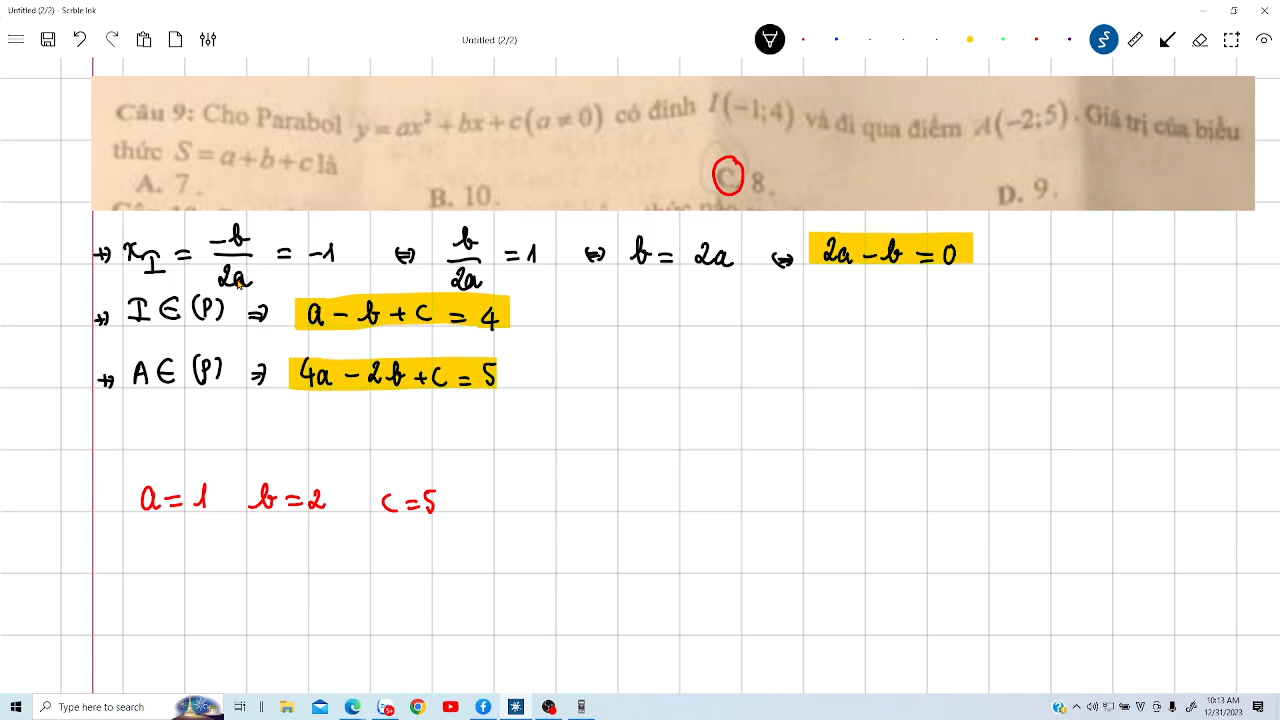 Untitled (2/2) - Scrble Ink
Untitled (2/2)
Câu 9: Cho Parabol y = ax² + bx + c (a ≠ 0) có đỉnh I(−1;4) và đi qua điểm A(−2;5). Giá trị của biểu
thức S = a + b + c là
A. 7. B. 10. C. 8. D. 9.
→ x_I = -b/2a = -1 ⇔ b/2a = 1 ⇔ b = 2a ⇔ 2a - b = 0
→ I ∈ (P) ⇒ a - b + c = 4
→ A ∈ (P) ⇒ 4a - 2b + c = 5
a = 1 b = 2 c = 5
Type here to search
10:13 AM
12/31/2023